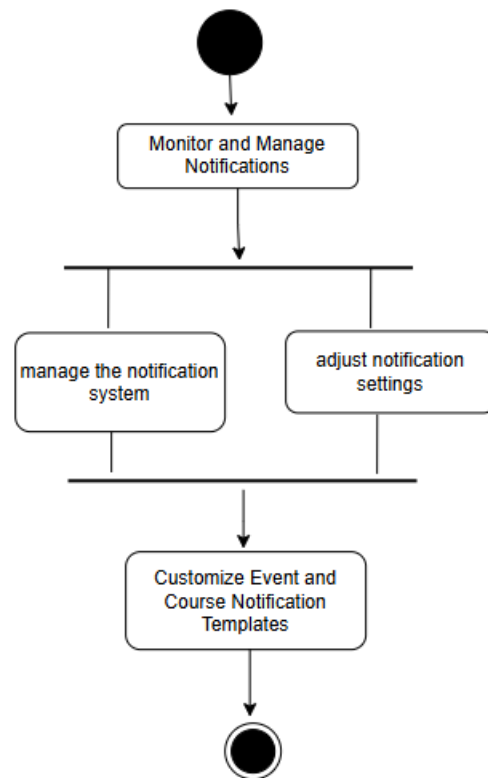 Monitor and Manage
Notifications
manage the notification
system
adjust notification
settings
Customize Event and
Course Notification
Templates